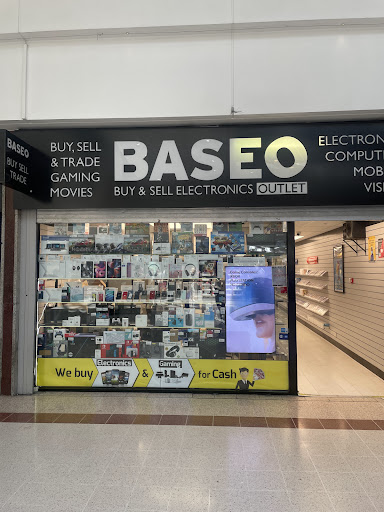 BASEO
BUY SELL
TRADE
BUY, SELL
& TRADE
GAMING
MOVIES
BASEO
BUY & SELL ELECTRONICS OUTLET
ELECTRON
COMPUT
MOB
VIS
We buy Electronics & Gaming for Cash